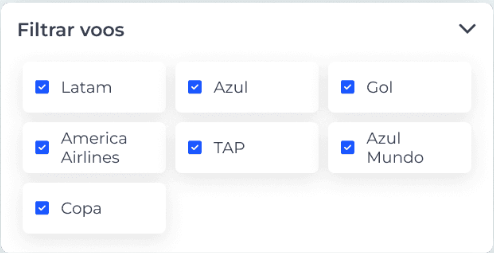 Filtrar voos
Latam
Azul
Gol
America
Airlines
TAP
Azul
Mundo
Copa